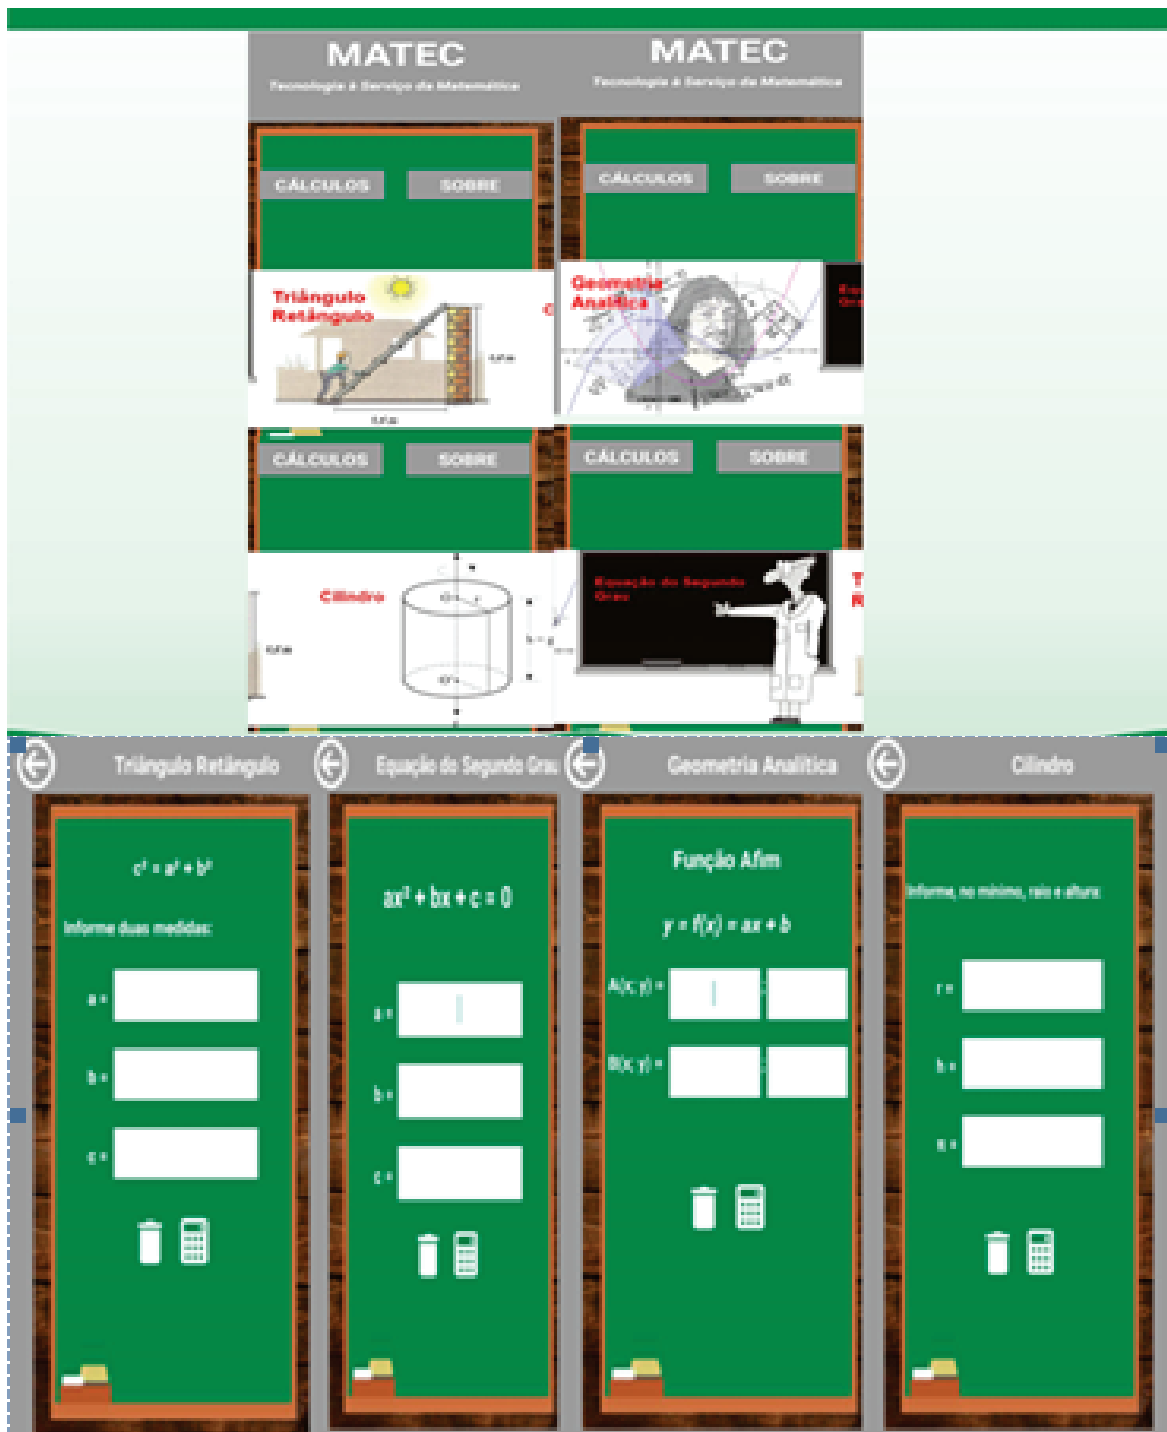 MATEC
Tecnologia à Serviço da Matemática
CÁLCULOS
SOBRE
Triângulo
Retângulo
C
MATEC
Tecnologia à Serviço da Matemática
CÁLCULOS
SOBRE
Geometria
Analítica
CÁLCULOS
SOBRE
Cilindro
CÁLCULOS
SOBRE
Equação do Segundo
Grau
T
R
Triângulo Retângulo
c² = a² + b²
Informe duas medidas:
a =
b =
c =
Equação do Segundo Grau
ax² + bx + c = 0
a =
b =
c =
Geometria Analítica
Função Afim
y = f(x) = ax + b
A(x; y) =
B(x; y) =
Cilindro
Informe, no mínimo, raio e altura:
r =
h =
π =